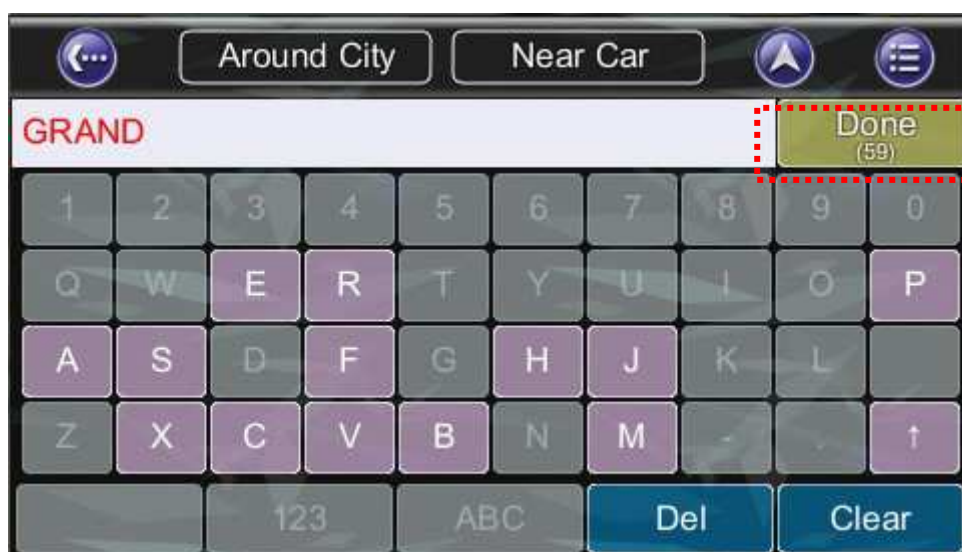 Around City Near Car
GRAND Done
(59)
1 2 3 4 5 6 7 8 9 0
Q W E R T Y U I O P
A S D F G H J K L
Z X C V B N M - . ↑
123 ABC Del Clear